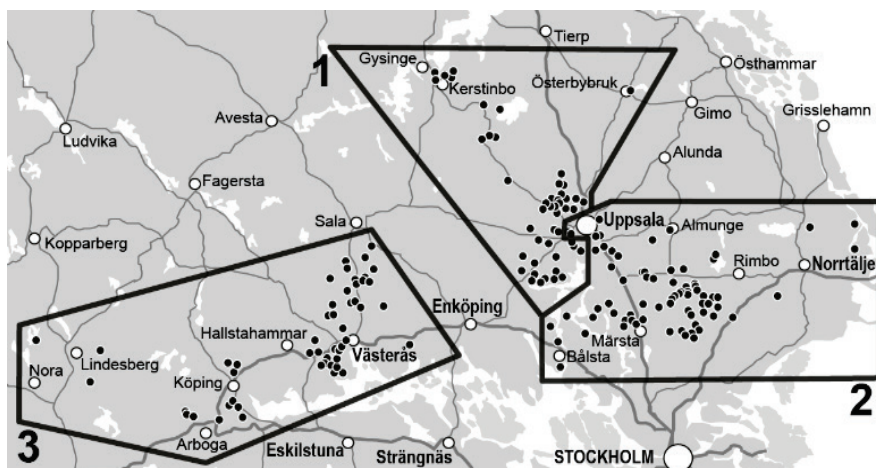 Tierp
1
Gysinge
Östhammar
Kerstinbo
Österbybruk
Gimo
Grisslehamn
Avesta
Ludvika
Alunda
Fagersta
Sala
Uppsala
Almunge
Kopparberg
Rimbo
Norrtälje
Enköping
Hallstahammar
Märsta
Västerås
Lindesberg
Bålsta
Nora
Köping
2
3
Arboga
Eskilstuna
Strängnäs
STOCKHOLM